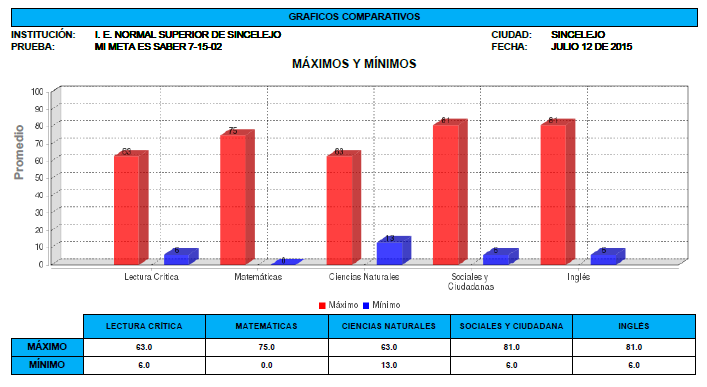 GRAFICOS COMPARATIVOS
INSTITUCIÓN: I. E. NORMAL SUPERIOR DE SINCELEJO CIUDAD: SINCELEJO
PRUEBA: MI META ES SABER 7-15-02 FECHA: JULIO 12 DE 2015
MÁXIMOS Y MÍNIMOS
Promedio
100
90
80
70
60
50
40
30
20
10
0
63 6 75 0 63 13 81 6 81 6
Lectura Crítica Matemáticas Ciencias Naturales Sociales y Inglés
Ciudadanas
Máximo Mínimo
LECTURA CRÍTICA MATEMÁTICAS CIENCIAS NATURALES SOCIALES Y CIUDADANA INGLÉS
MÁXIMO 63.0 75.0 63.0 81.0 81.0
MÍNIMO 6.0 0.0 13.0 6.0 6.0